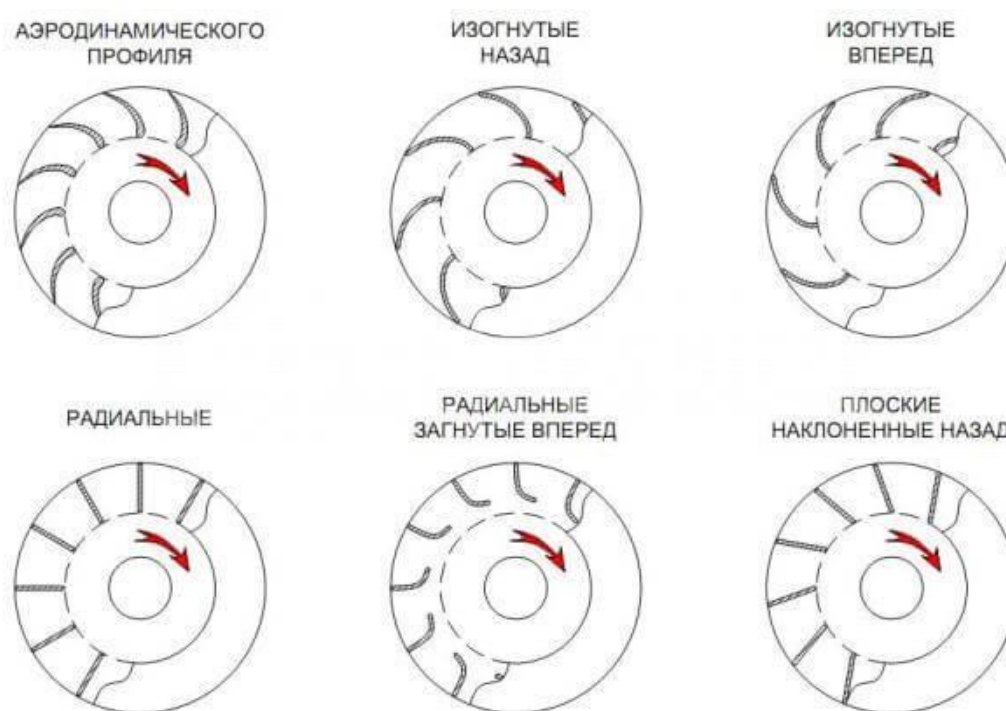 АЭРОДИНАМИЧЕСКОГО
ПРОФИЛЯ
ИЗОГНУТЫЕ
НАЗАД
ИЗОГНУТЫЕ
ВПЕРЕД
РАДИАЛЬНЫЕ
РАДИАЛЬНЫЕ
ЗАГНУТЫЕ ВПЕРЕД
ПЛОСКИЕ
НАКЛОНЕННЫЕ НАЗАД